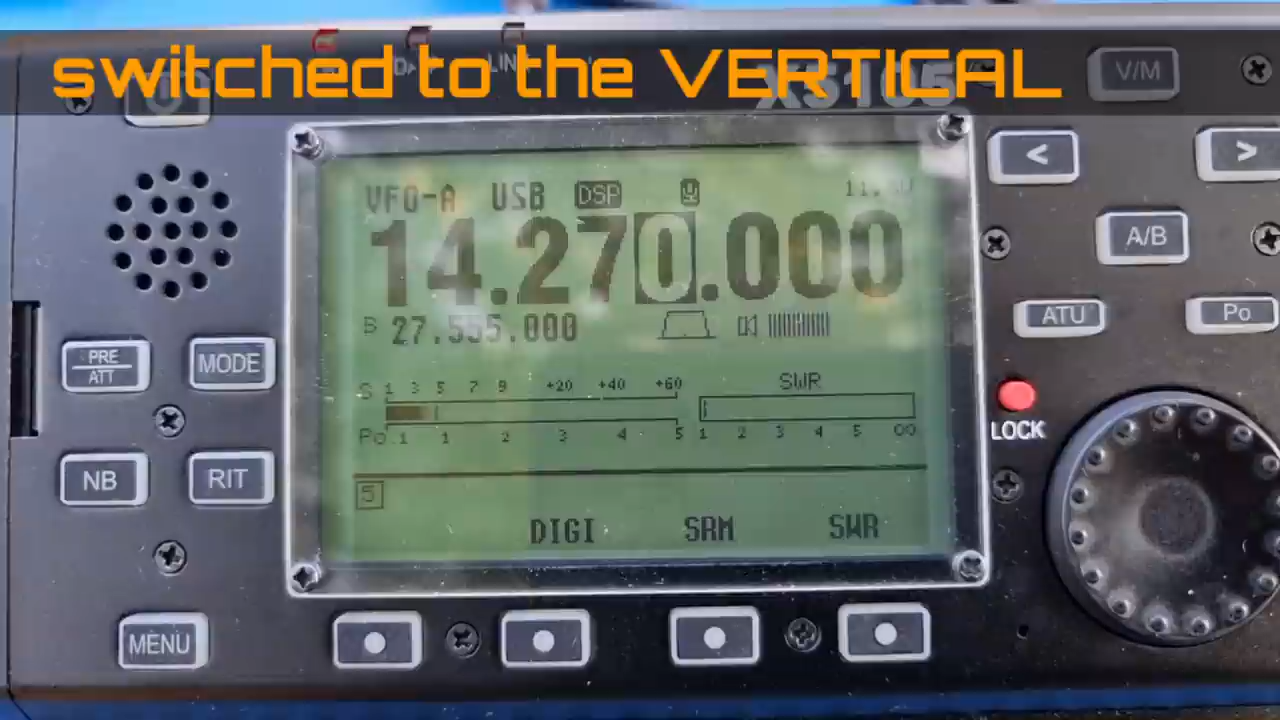 switched to the VERTICAL
X5105
V/M
< >
VFO-A USB DSP
14.270.000
A/B
B 27.555.000
ATU Po
PRE
ATT
MODE
S 1 3 5 7 9 +20 +40 +60 SWR
Po .1 1 2 3 4 5 1 2 3 4 5 OO
LOCK
NB RIT
5
DIGI SRM SWR
MENU